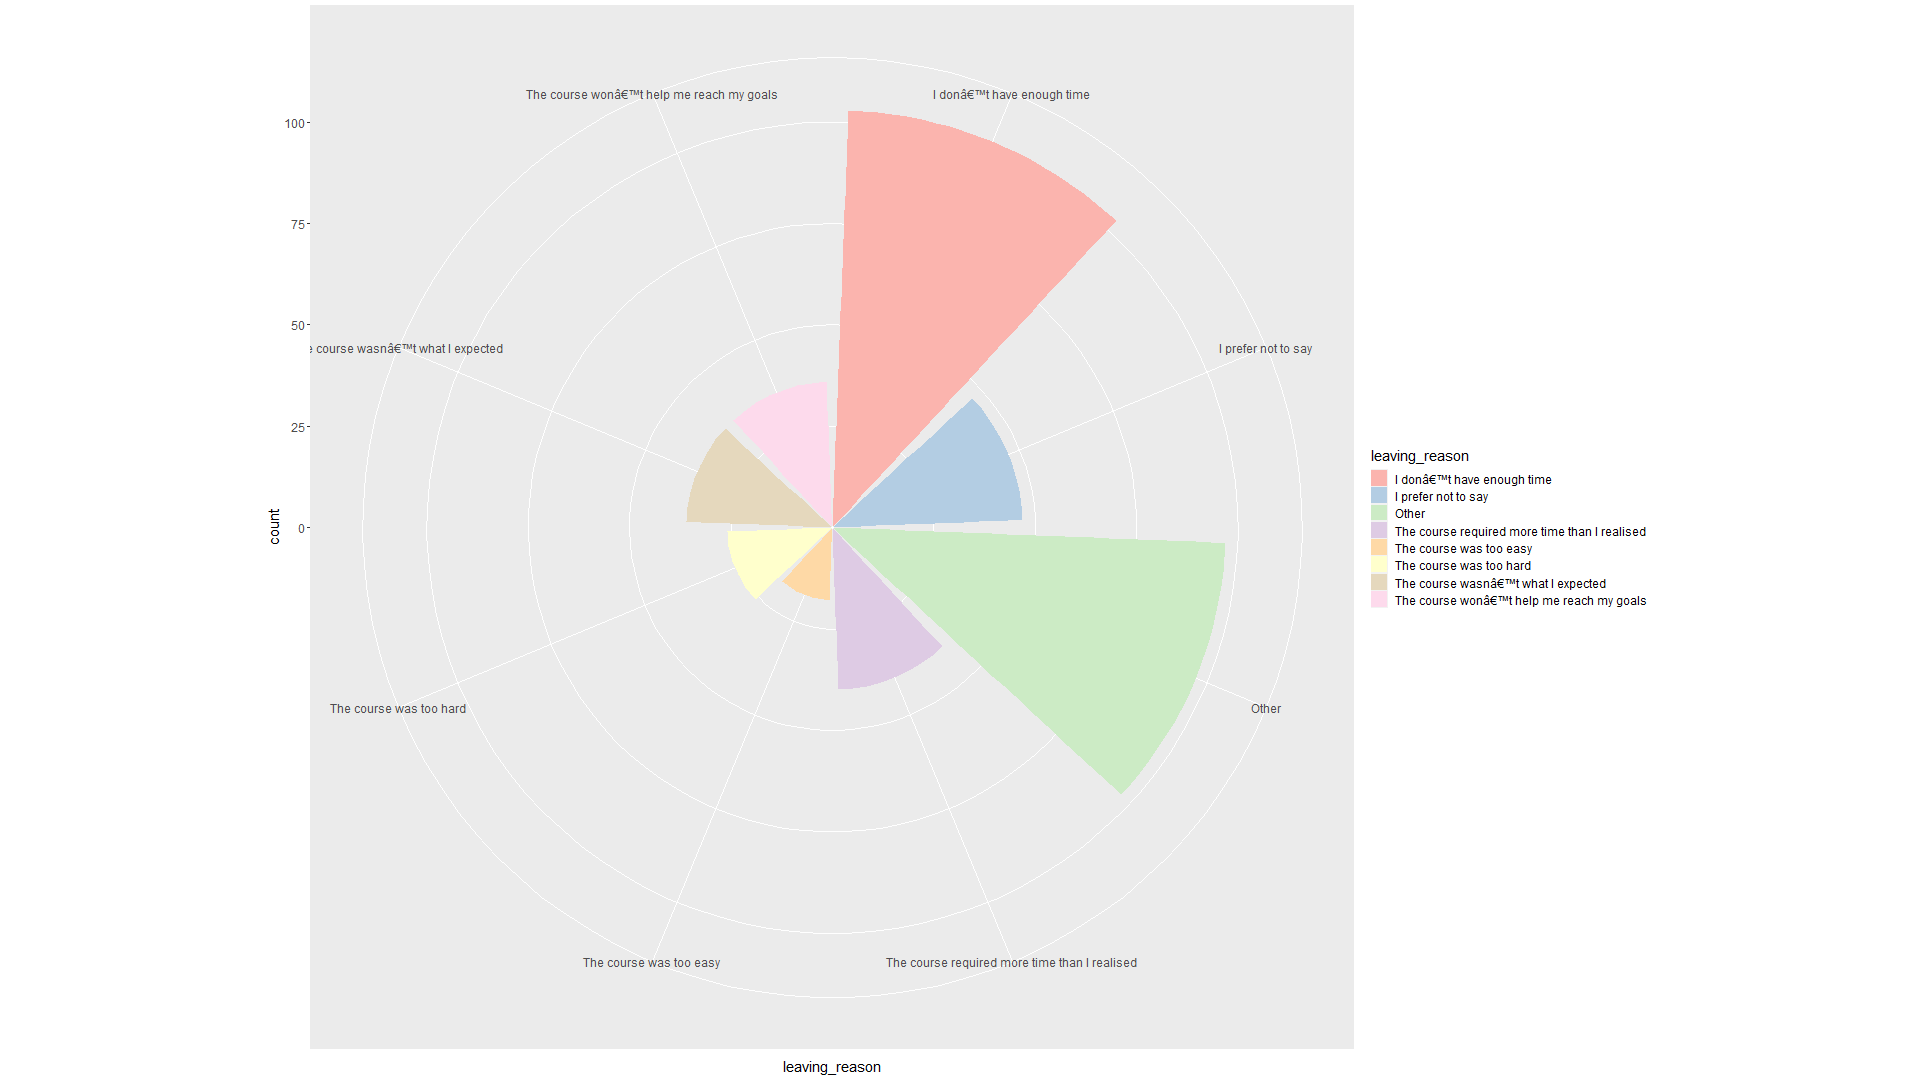 The course wonâ€™t help me reach my goals
I donâ€™t have enough time
100
75
50
course wasnâ€™t what I expected
I prefer not to say
25
count
0
The course was too hard
Other
The course was too easy
The course required more time than I realised
leaving_reason
leaving_reason
I donâ€™t have enough time
I prefer not to say
Other
The course required more time than I realised
The course was too easy
The course was too hard
The course wasnâ€™t what I expected
The course wonâ€™t help me reach my goals